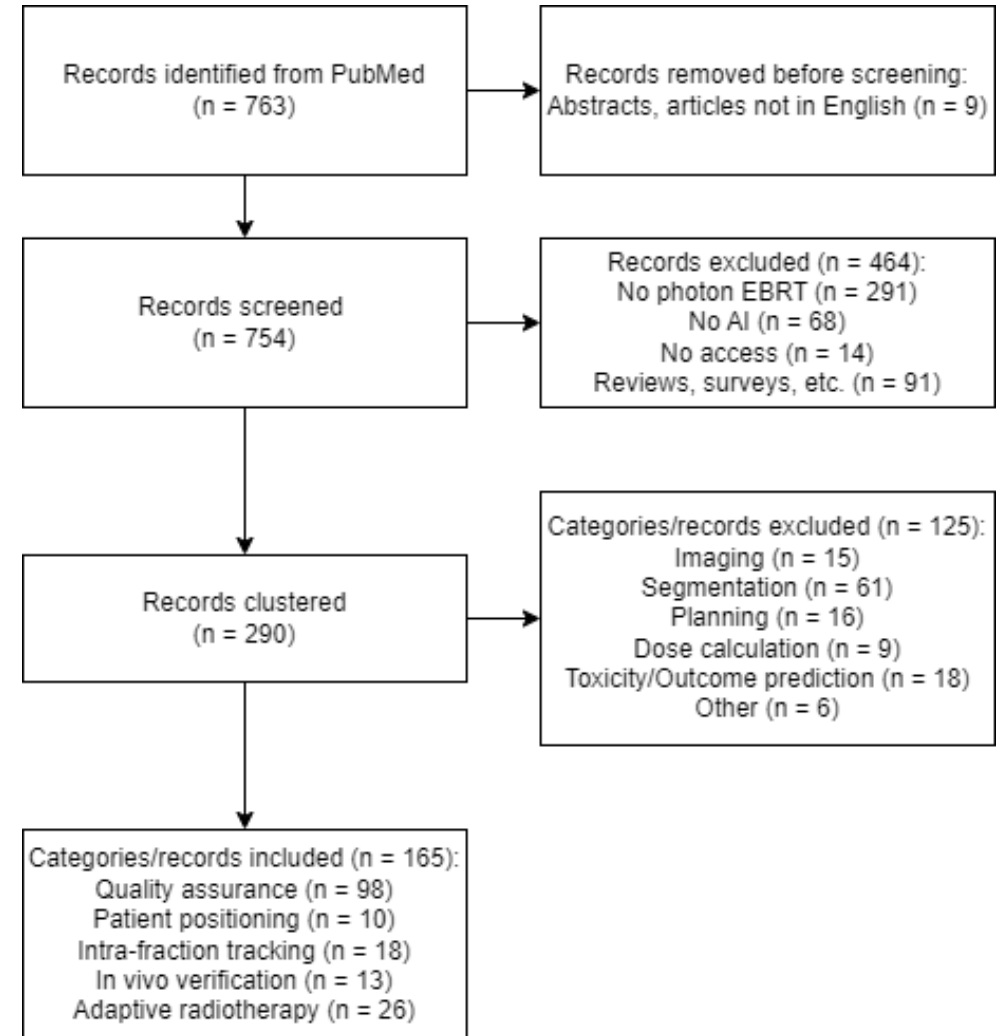 Records identified from PubMed
(n = 763)
Records removed before screening:
Abstracts, articles not in English (n = 9)
Records screened
(n = 754)
Records excluded (n = 464):
No photon EBRT (n = 291)
No AI (n = 68)
No access (n = 14)
Reviews, surveys, etc. (n = 91)
Records clustered
(n = 290)
Categories/records excluded (n = 125):
Imaging (n = 15)
Segmentation (n = 61)
Planning (n = 16)
Dose calculation (n = 9)
Toxicity/Outcome prediction (n = 18)
Other (n = 6)
Categories/records included (n = 165):
Quality assurance (n = 98)
Patient positioning (n = 10)
Intra-fraction tracking (n = 18)
In vivo verification (n = 13)
Adaptive radiotherapy (n = 26)